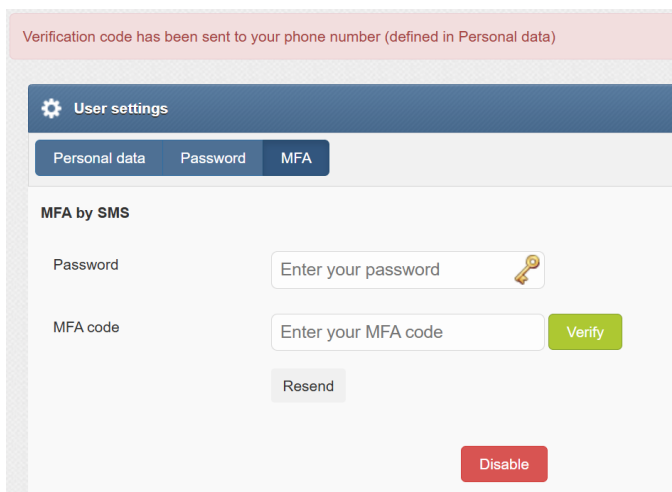 Verification code has been sent to your phone number (defined in Personal data)
User settings
Personal data Password MFA
MFA by SMS
Password Enter your password
MFA code Enter your MFA code Verify
Resend
Disable